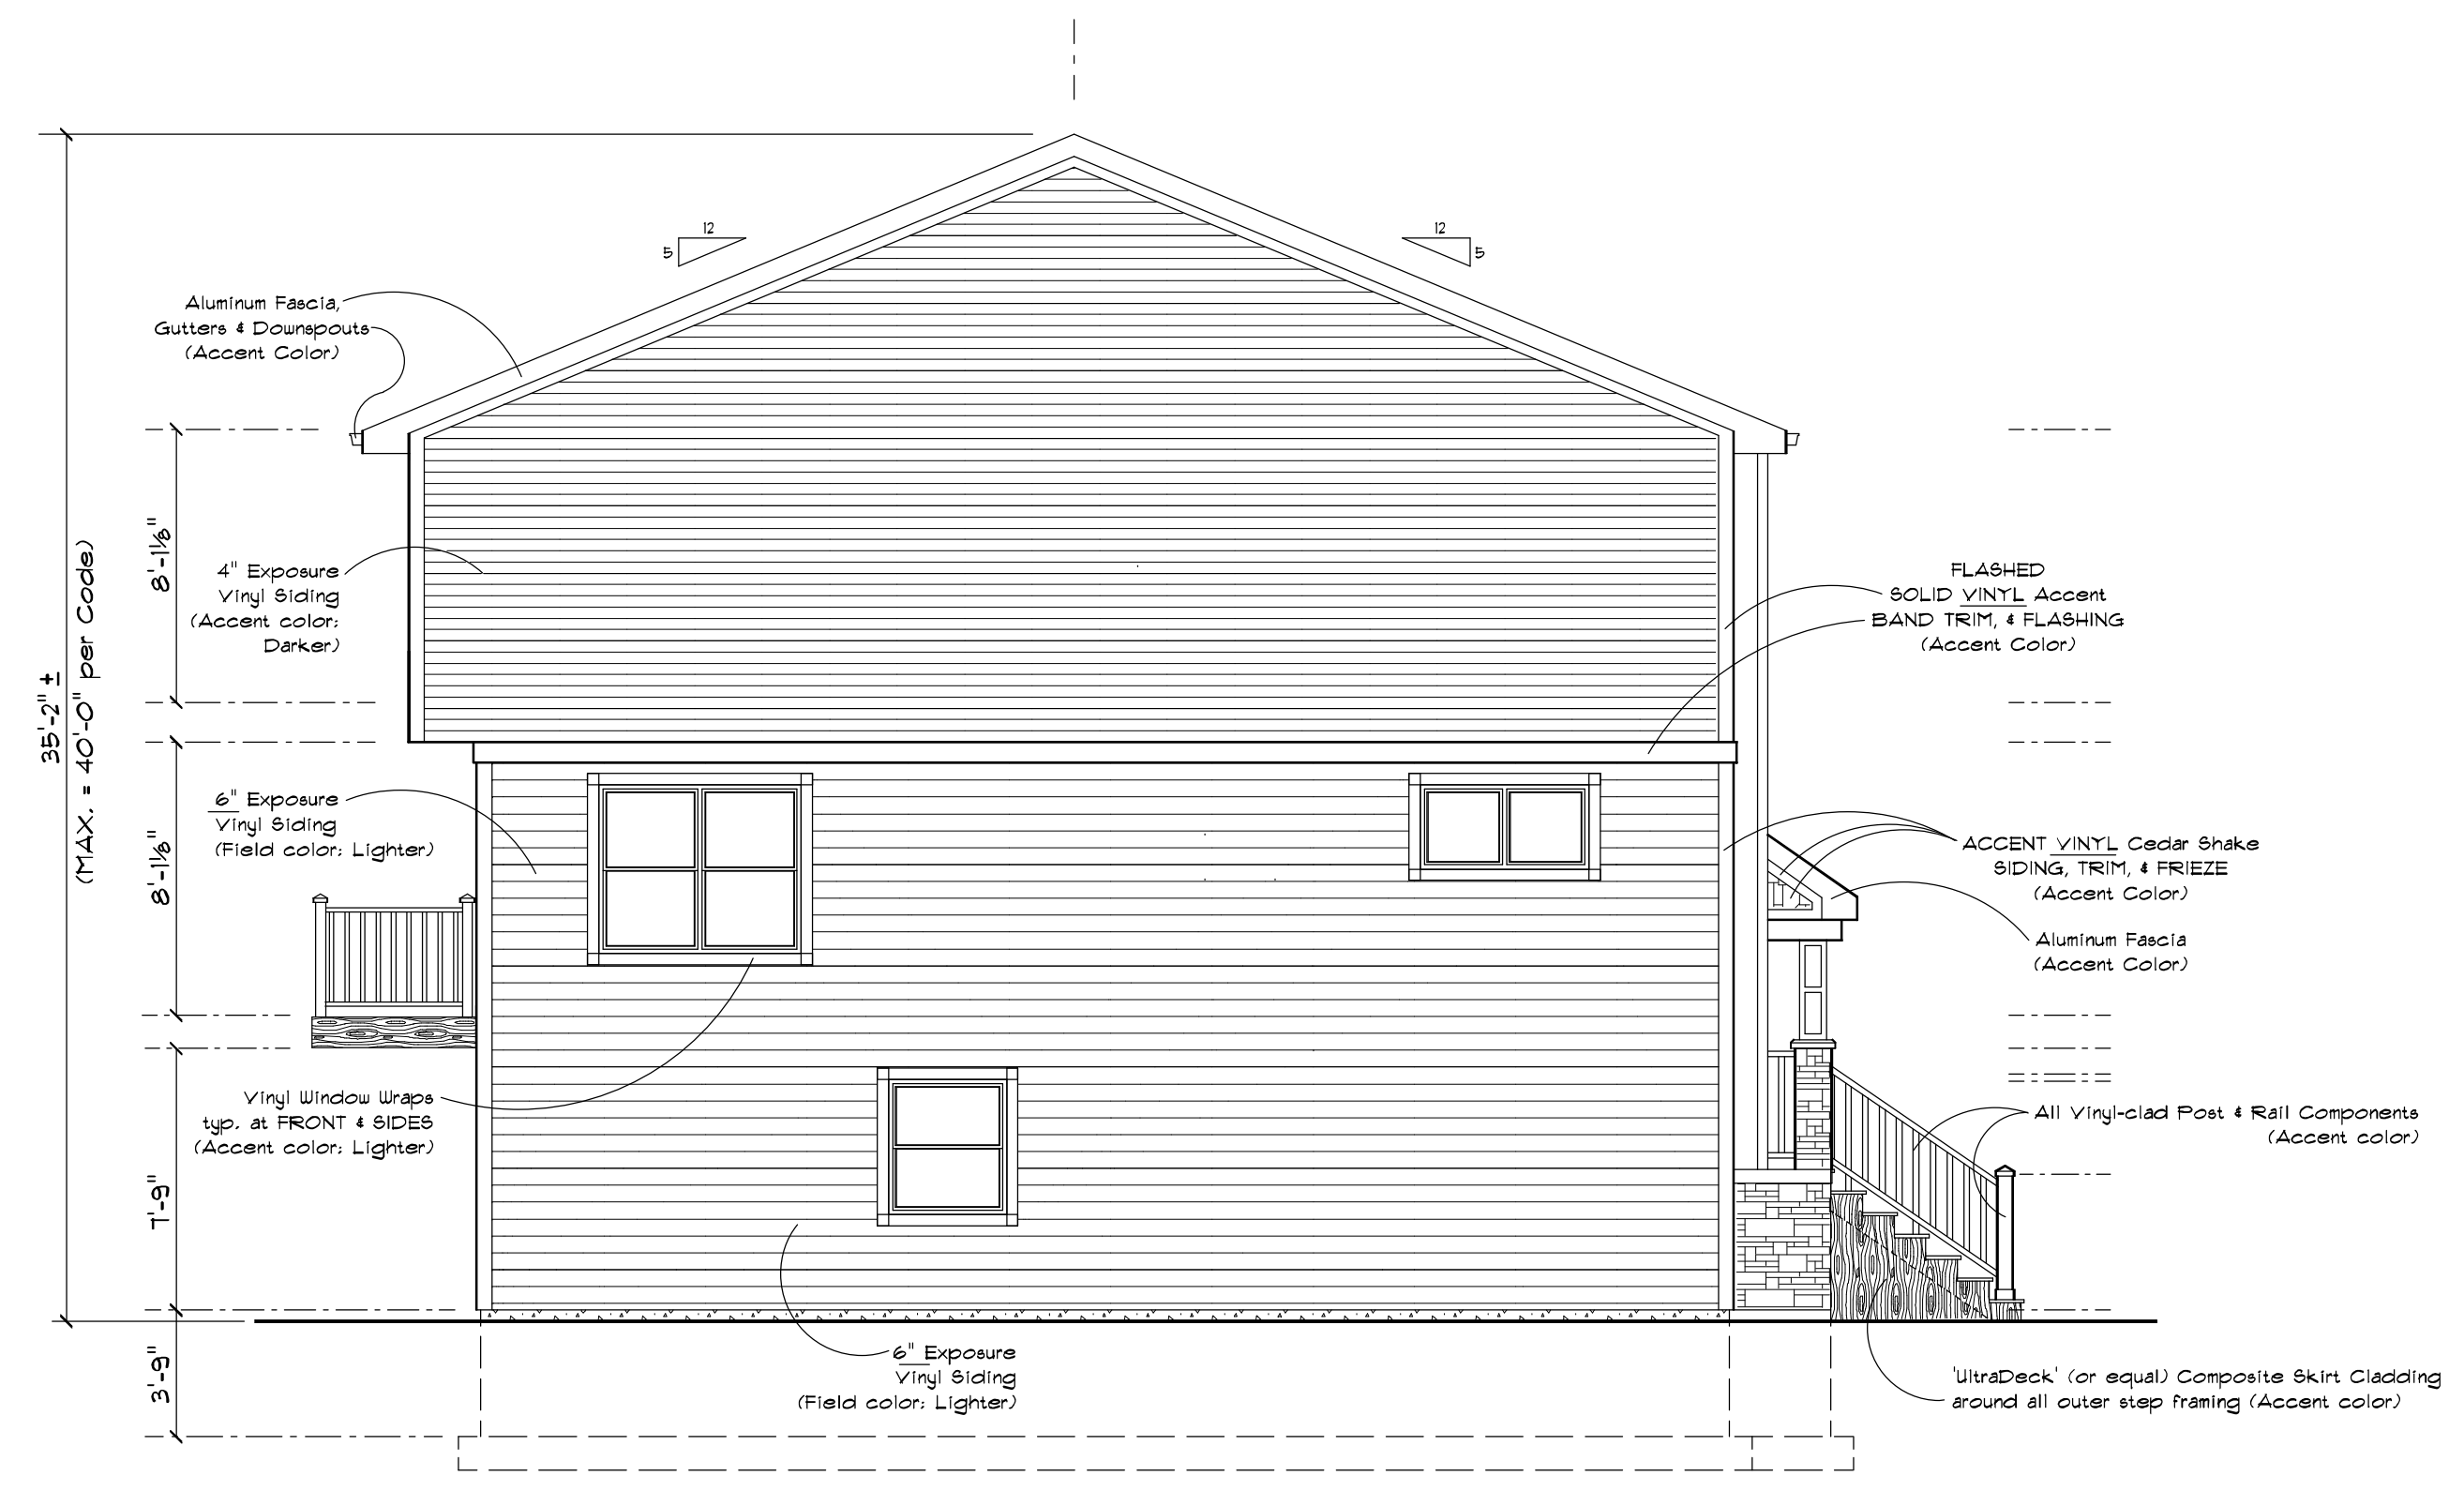 12
5
12
5
Aluminum Fascia,
Gutters & Downspouts
(Accent Color)
8'-1⅛"
4" Exposure
Vinyl Siding
(Accent color;
Darker)
35'-2" ±
(MAX. = 40'-0" per Code)
FLASHED
SOLID VINYL Accent
BAND TRIM, & FLASHING
(Accent Color)
6" Exposure
Vinyl Siding
(Field color; Lighter)
8'-1⅛"
ACCENT VINYL Cedar Shake
SIDING, TRIM, & FRIEZE
(Accent Color)
Aluminum Fascia
(Accent Color)
Vinyl Window Wraps
typ. at FRONT & SIDES
(Accent color; Lighter)
All Vinyl-clad Post & Rail Components
(Accent color)
7'-9"
3'-9"
6" Exposure
Vinyl Siding
(Field color; Lighter)
'UltraDeck' (or equal) Composite Skirt Cladding
around all outer step framing (Accent color)